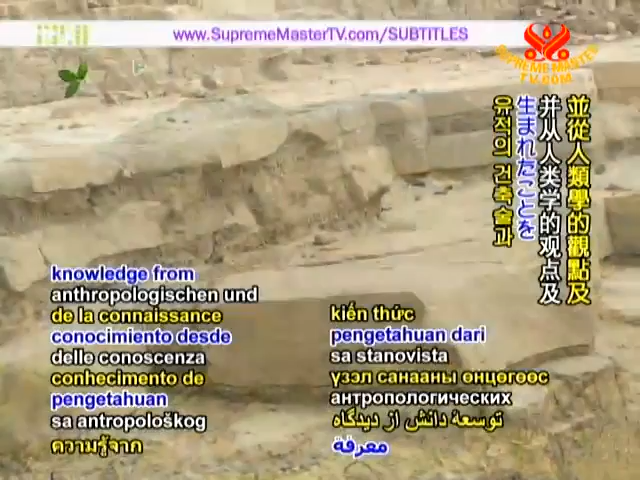 www.SupremeMasterTV.com/SUBTITLES
SUPREME MASTER
TV.COM
並從人類學的觀點及
并从人类学的观点及
生まれたことを
유적의 건축술과
knowledge from
anthropologischen und
de la connaissance
conocimiento desde
delle conoscenza
conhecimento de
pengetahuan
sa antropološkog
ความรู้จาก
kiến thức
pengetahuan dari
sa stanovista
үзэл санааны өнцөгөөс
антропологических
توسعهٔ دانش از دیدگاه
معرفة